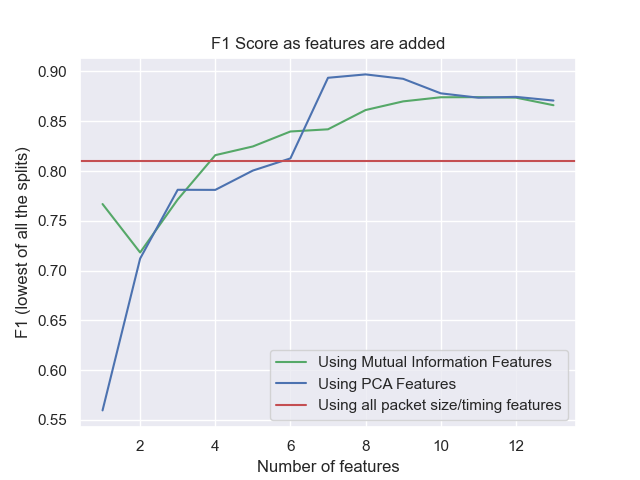 F1 Score as features are added
0.90
0.85
0.80
0.75
0.70
0.65
0.60
0.55
F1 (lowest of all the splits)
Using Mutual Information Features
Using PCA Features
Using all packet size/timing features
2 4 6 8 10 12
Number of features